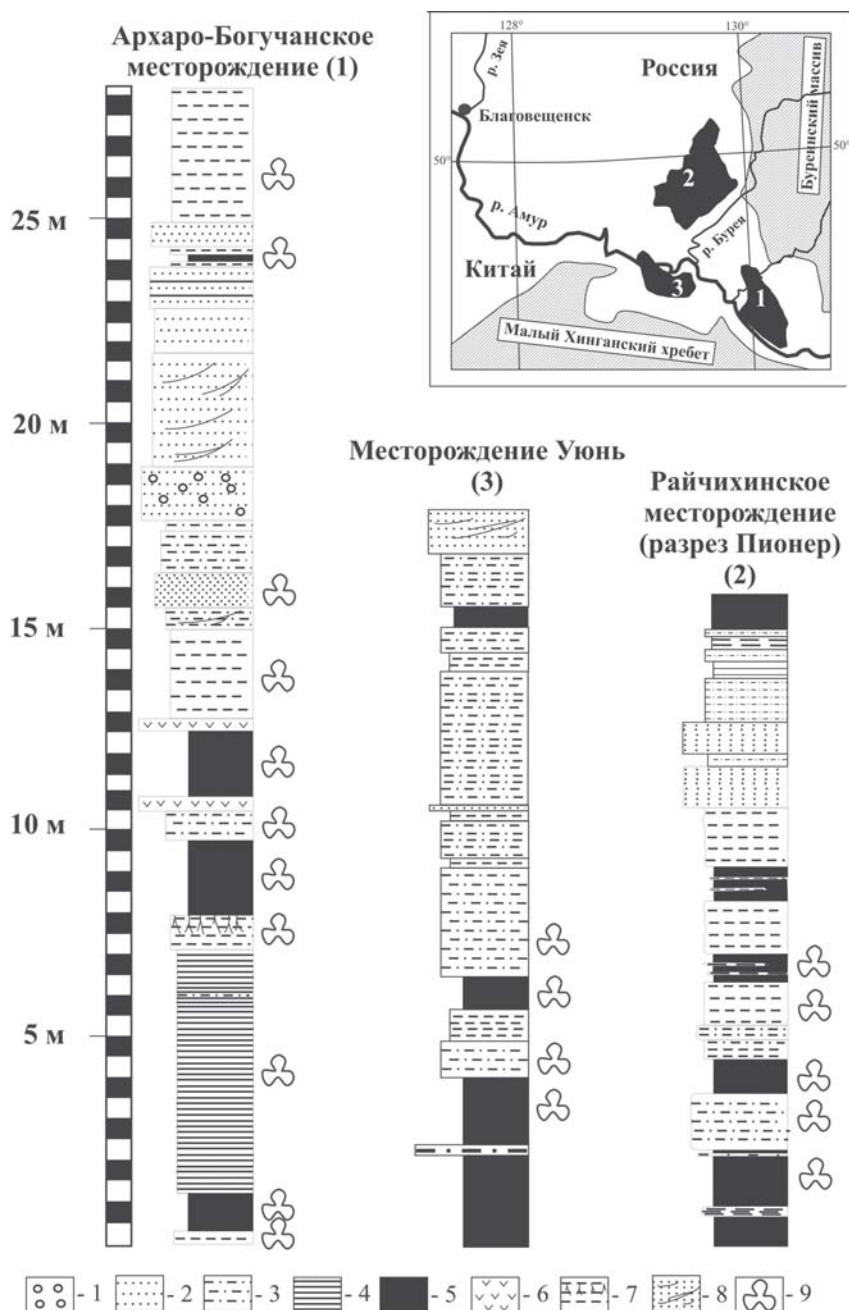 Архаро-Богучанское
месторождение (1)
25 м
20 м
15 м
10 м
5 м
128°
130°
р. Зея
Россия
Благовещенск
50°
50°
Буреинский массив
2
р. Амур
р. Бурея
Китай
3
1
Малый Хинганский хребет
Месторождение Уюнь
(3)
Райчихинское
месторождение
(разрез Пионер)
(2)
- 1 - 2 - 3 - 4 - 5 - 6 - 7 - 8 - 9